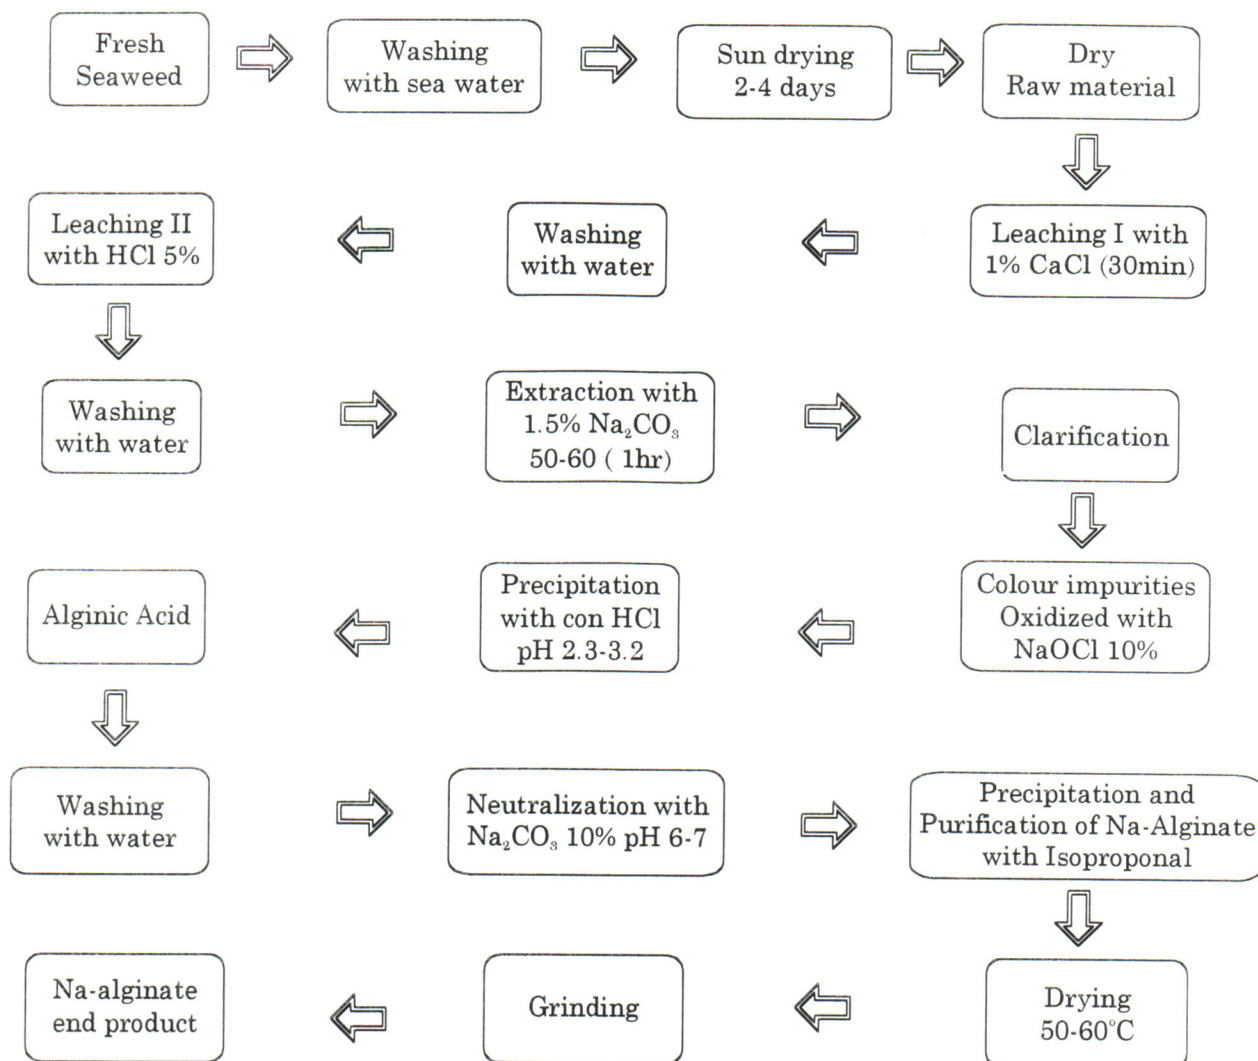 Fresh
Seaweed
Washing
with sea water
Sun drying
2-4 days
Dry
Raw material
Leaching I with
1% CaCl (30min)
Washing
with water
Leaching II
with HCl 5%
Washing
with water
Extraction with
1.5% Na₂CO₃
50-60 ( 1hr)
Clarification
Colour impurities
Oxidized with
NaOCl 10%
Precipitation
with con HCl
pH 2.3-3.2
Alginic Acid
Washing
with water
Neutralization with
Na₂CO₃ 10% pH 6-7
Precipitation and
Purification of Na-Alginate
with Isoproponal
Drying
50-60°C
Grinding
Na-alginate
end product